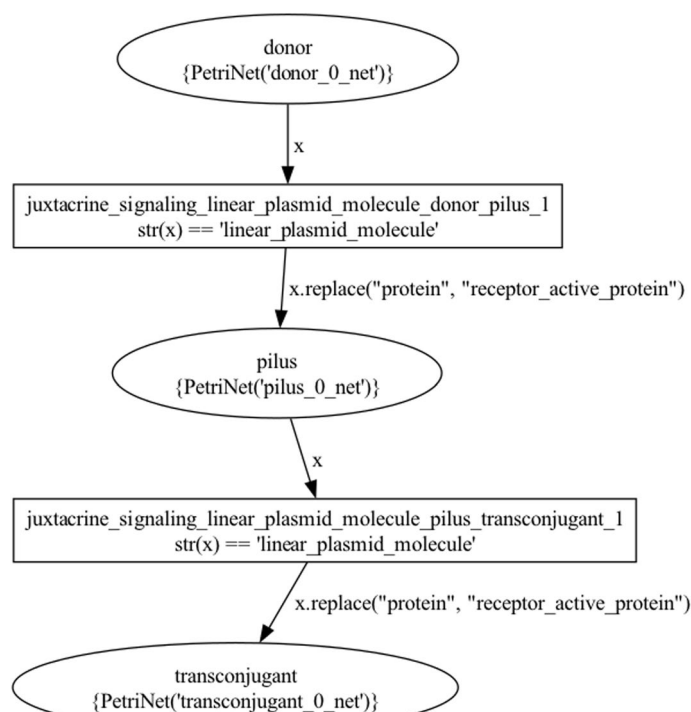 donor
{PetriNet('donor_0_net')}
x
juxtacrine_signaling_linear_plasmid_molecule_donor_pilus_1
str(x) == 'linear_plasmid_molecule'
x.replace("protein", "receptor_active_protein")
pilus
{PetriNet('pilus_0_net')}
x
juxtacrine_signaling_linear_plasmid_molecule_pilus_transconjugant_1
str(x) == 'linear_plasmid_molecule'
x.replace("protein", "receptor_active_protein")
transconjugant
{PetriNet('transconjugant_0_net')}